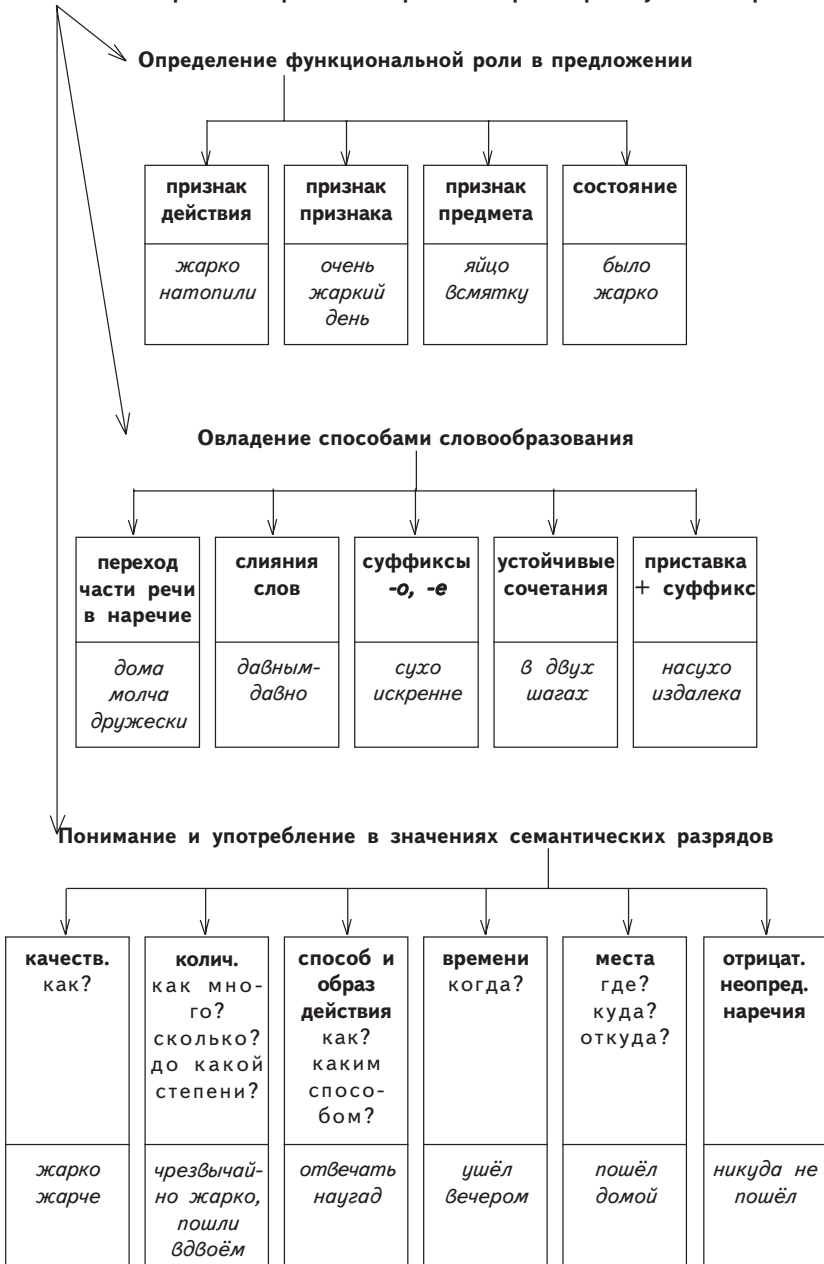 Определение функциональной роли в предложении
признак действия
признак признака
признак предмета
состояние
жарко натопили
очень жаркий день
яйцо всмятку
было жарко
Овладение способами словообразования
переход части речи в наречие
слияния слов
суффиксы -о, -е
устойчивые сочетания
приставка + суффикс
дома молча дружески
давным-давно
сухо искренне
в двух шагах
насухо издалека
Понимание и употребление в значениях семантических разрядов
качеств. как?
колич. как мно-го? сколько? до какой степени?
способ и образ действия как? каким спосо-бом?
времени когда?
места где? куда? откуда?
отрицат. неопред. наречия
жарко жарче
чрезвычай-но жарко, пошли вдвоём
отвечать наугад
ушёл вечером
пошёл домой
никуда не пошёл